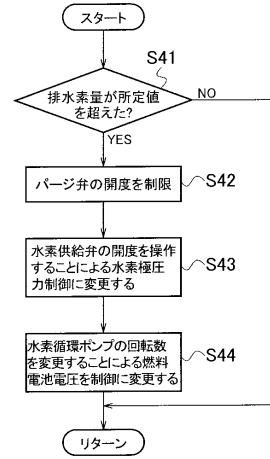 スタート
S41
排水素量が所定値
を超えた?
NO
YES
パージ弁の開度を制限
S42
水素供給弁の開度を操作
することによる水素極圧
力制御に変更する
S43
水素循環ポンプの回転数
を変更することによる燃料
電池電圧を制御に変更する
S44
リターン